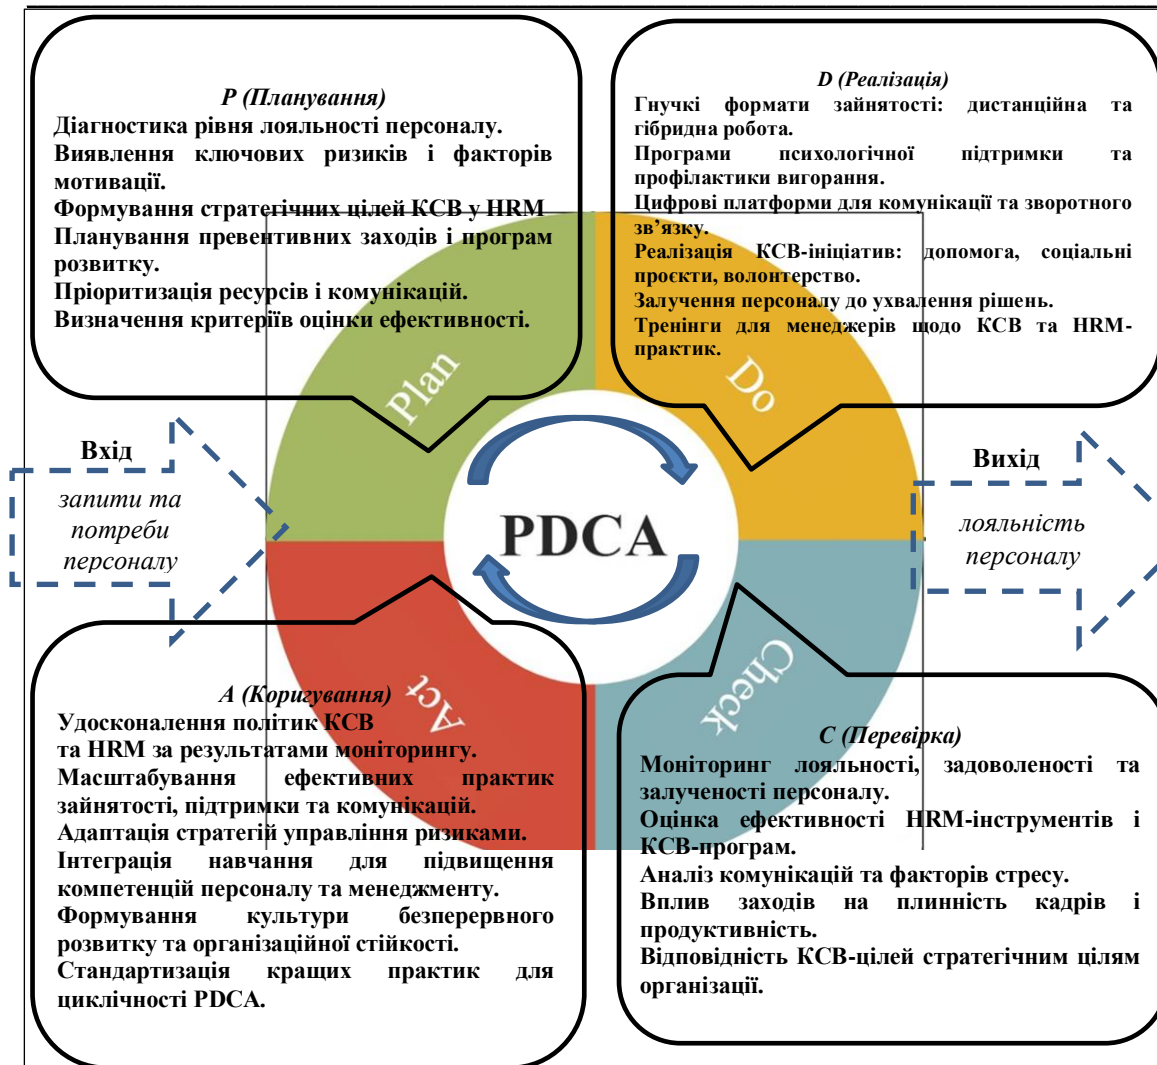 P (Планування)
Діагностика рівня лояльності персоналу.
Виявлення ключових ризиків і факторів
мотивації.
Формування стратегічних цілей КСВ у HRM
Планування превентивних заходів і програм
розвитку.
Пріоритизація ресурсів і комунікацій.
Визначення критеріїв оцінки ефективності.
D (Реалізація)
Гнучкі формати зайнятості: дистанційна та
гібридна робота.
Програми психологічної підтримки та
профілактики вигорання.
Цифрові платформи для комунікації та зворотного
зв’язку.
Реалізація КСВ-ініціатив: допомога, соціальні
проєкти, волонтерство.
Залучення персоналу до ухвалення рішень.
Тренінги для менеджерів щодо КСВ та HRM-
практик.
Plan
Do
Вхід
запити та
потреби
персоналу
PDCA
Вихід
лояльність
персоналу
Act
Check
A (Коригування)
Удосконалення політик КСВ
та HRM за результатами моніторингу.
Масштабування ефективних практик
зайнятості, підтримки та комунікацій.
Адаптація стратегій управління ризиками.
Інтеграція навчання для підвищення
компетенцій персоналу та менеджменту.
Формування культури безперервного
розвитку та організаційної стійкості.
Стандартизація кращих практик для
циклічності PDCA.
C (Перевірка)
Моніторинг лояльності, задоволеності та
залученості персоналу.
Оцінка ефективності HRM-інструментів і
КСВ-програм.
Аналіз комунікацій та факторів стресу.
Вплив заходів на плинність кадрів і
продуктивність.
Відповідність КСВ-цілей стратегічним цілям
організації.